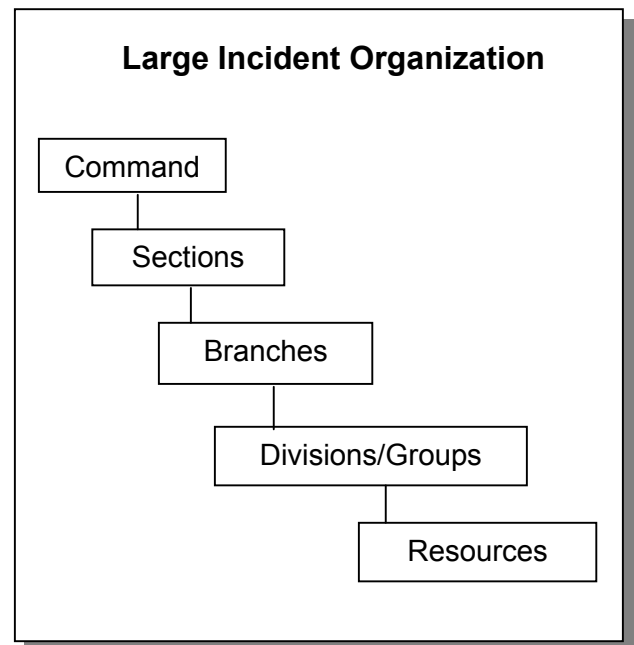 Large Incident Organization
Command
Sections
Branches
Divisions/Groups
Resources